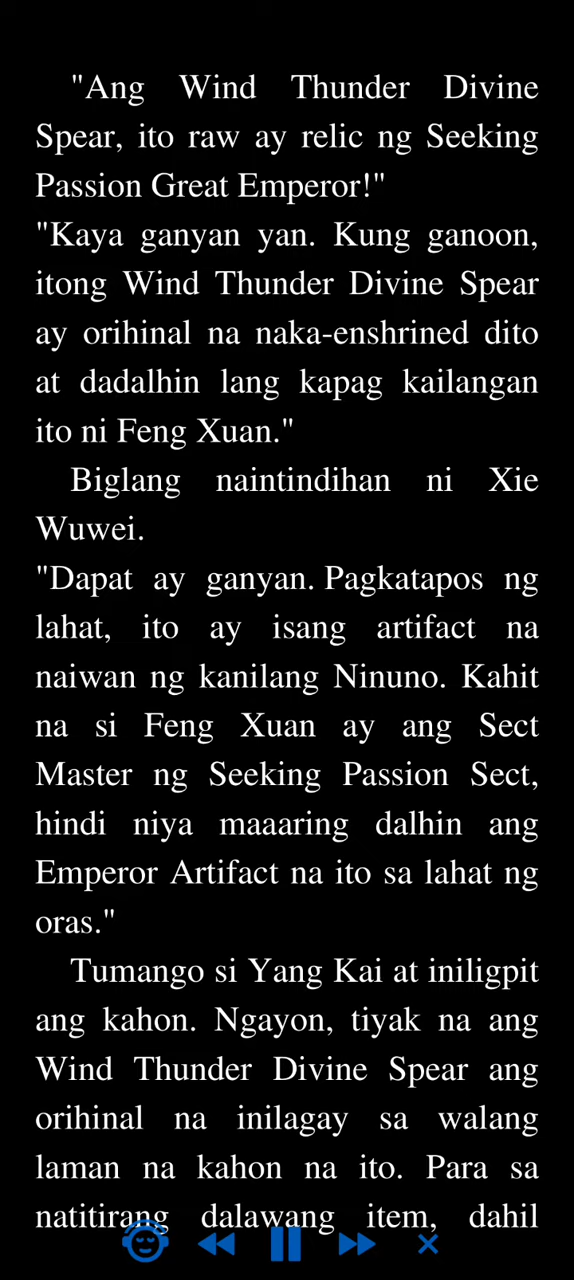 "Ang Wind Thunder Divine
Spear, ito raw ay relic ng Seeking
Passion Great Emperor!"
"Kaya ganyan yan. Kung ganoon,
itong Wind Thunder Divine Spear
ay orihinal na naka-enshrined dito
at dadalhin lang kapag kailangan
ito ni Feng Xuan."
Biglang naintindihan ni Xie
Wuwei.
"Dapat ay ganyan. Pagkatapos ng
lahat, ito ay isang artifact na
naiwan ng kanilang Ninuno. Kahit
na si Feng Xuan ay ang Sect
Master ng Seeking Passion Sect,
hindi niya maaaring dalhin ang
Emperor Artifact na ito sa lahat ng
oras."
Tumango si Yang Kai at iniligpit
ang kahon. Ngayon, tiyak na ang
Wind Thunder Divine Spear ang
orihinal na inilagay sa walang
laman na kahon na ito. Para sa
natitirang dalawang item, dahil